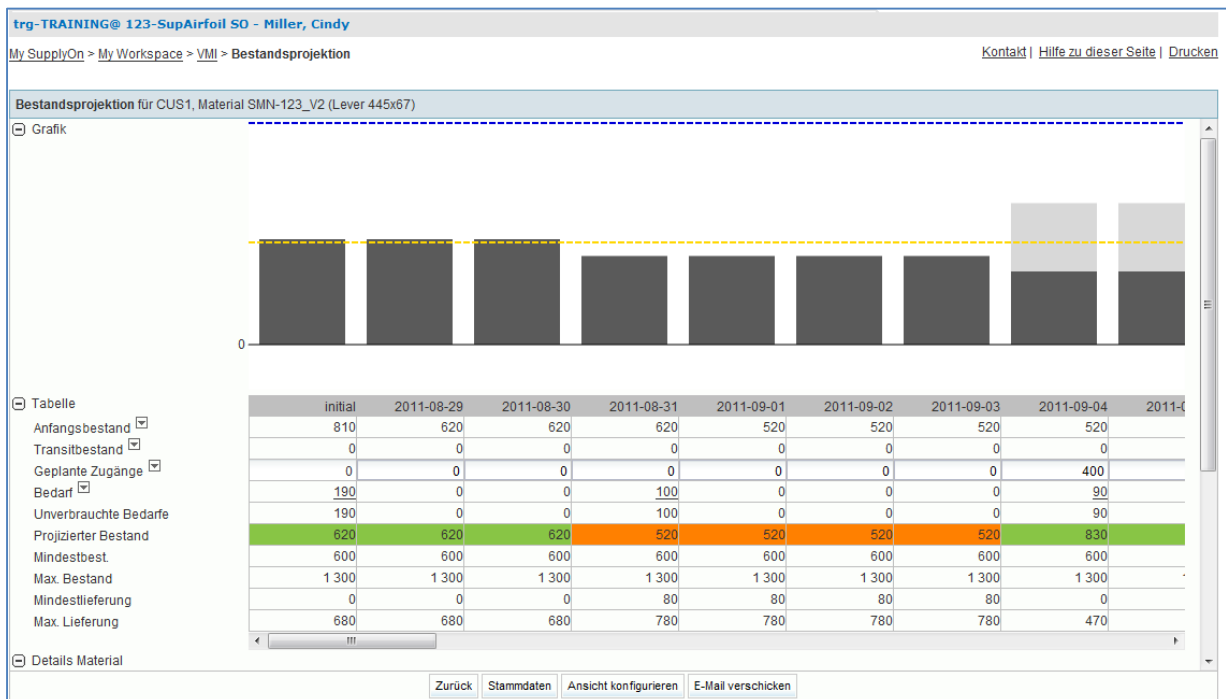 trg-TRAINING@ 123-SupAirfoil SO - Miller, Cindy
My SupplyOn > My Workspace > VMI > Bestandsprojektion
Kontakt | Hilfe zu dieser Seite | Drucken
Bestandsprojektion für CUS1, Material SMN-123_V2 (Lever 445x67)
Grafik
0
Tabelle initial 2011-08-29 2011-08-30 2011-08-31 2011-09-01 2011-09-02 2011-09-03 2011-09-04 2011-0
Anfangsbestand 810 620 620 620 520 520 520 520
Transitbestand 0 0 0 0 0 0 0 0
Geplante Zugänge 0 0 0 0 0 0 0 400
Bedarf 190 0 0 100 0 0 0 90
Unverbrauchte Bedarfe 190 0 0 100 0 0 0 90
Projizierter Bestand 620 620 620 520 520 520 520 830
Mindestbest. 600 600 600 600 600 600 600 600
Max. Bestand 1 300 1 300 1 300 1 300 1 300 1 300 1 300 1 300
Mindestlieferung 0 0 0 80 80 80 80 0
Max. Lieferung 680 680 680 780 780 780 780 470
Details Material
Zurück Stammdaten Ansicht konfigurieren E-Mail verschicken